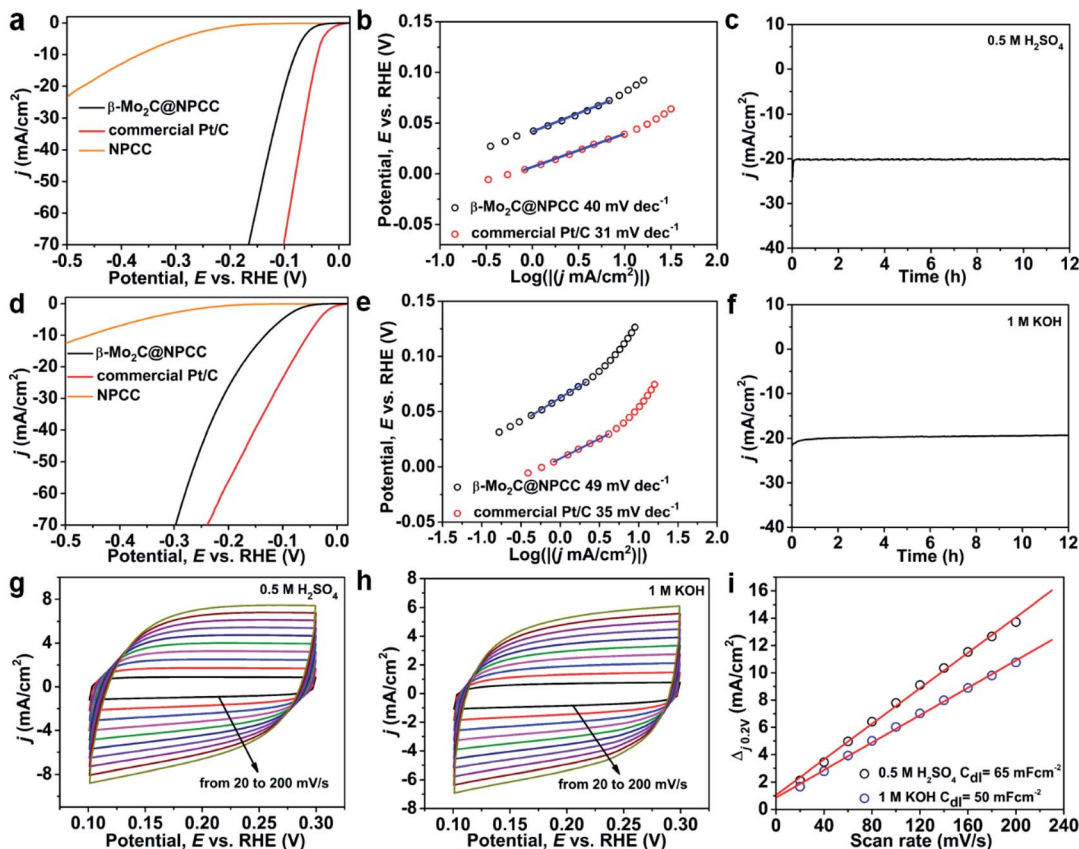 a
0
-10
-20
-30
-40
-50
-60
-70
j (mA/cm²)
β-Mo₂C@NPCC
commercial Pt/C
NPCC
-0.5 -0.4 -0.3 -0.2 -0.1 0.0
Potential, E vs. RHE (V)
b
0.15
0.10
0.05
0.00
0.05
Potential, E vs. RHE (V)
β-Mo₂C@NPCC 40 mV dec⁻¹
commercial Pt/C 31 mV dec⁻¹
-1.0 -0.5 0.0 0.5 1.0 1.5 2.0
Log(|(j mA/cm²)|)
c
10
0
-10
-20
-30
-40
j (mA/cm²)
0.5 M H₂SO₄
0 2 4 6 8 10 12
Time (h)
d
0
-10
-20
-30
-40
-50
-60
-70
j (mA/cm²)
β-Mo₂C@NPCC
commercial Pt/C
NPCC
-0.5 -0.4 -0.3 -0.2 -0.1 0.0
Potential, E vs. RHE (V)
e
0.15
0.10
0.05
0.00
0.05
Potential, E vs. RHE (V)
β-Mo₂C@NPCC 49 mV dec⁻¹
commercial Pt/C 35 mV dec⁻¹
-1.5 -1.0 -0.5 0.0 0.5 1.0 1.5 2.0
Log(|(j mA/cm²)|)
f
10
0
-10
-20
-30
-40
j (mA/cm²)
1 M KOH
0 2 4 6 8 10 12
Time (h)
g
8
4
0
-4
-8
j (mA/cm²)
0.5 M H₂SO₄
from 20 to 200 mV/s
0.10 0.15 0.20 0.25 0.30
Potential, E vs. RHE (V)
h
8
6
4
2
0
-2
-4
-6
j (mA/cm²)
1 M KOH
from 20 to 200 mV/s
0.10 0.15 0.20 0.25 0.30
Potential, E vs. RHE (V)
i
16
14
12
10
8
6
4
2
0
Δj 0.2V (mA/cm²)
0.5 M H₂SO₄ Cdl= 65 mFcm⁻²
1 M KOH Cdl= 50 mFcm⁻²
0 40 80 120 160 200 240
Scan rate (mV/s)